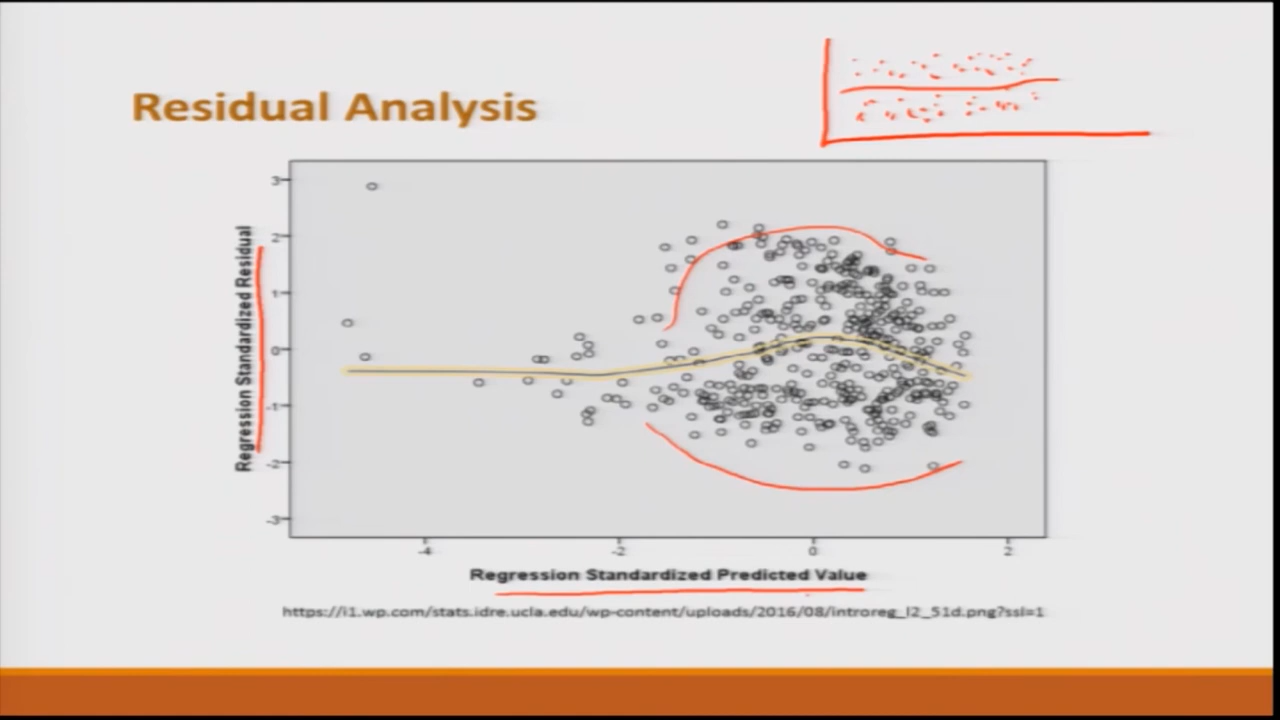 Residual Analysis
Regression Standardized Residual
3
2
1
0
-1
-2
-3
-4
-2
0
2
Regression Standardized Predicted Value
https://i1.wp.com/stats.idre.ucla.edu/wp-content/uploads/2016/08/introreg_l2_51d.png?ssl=1